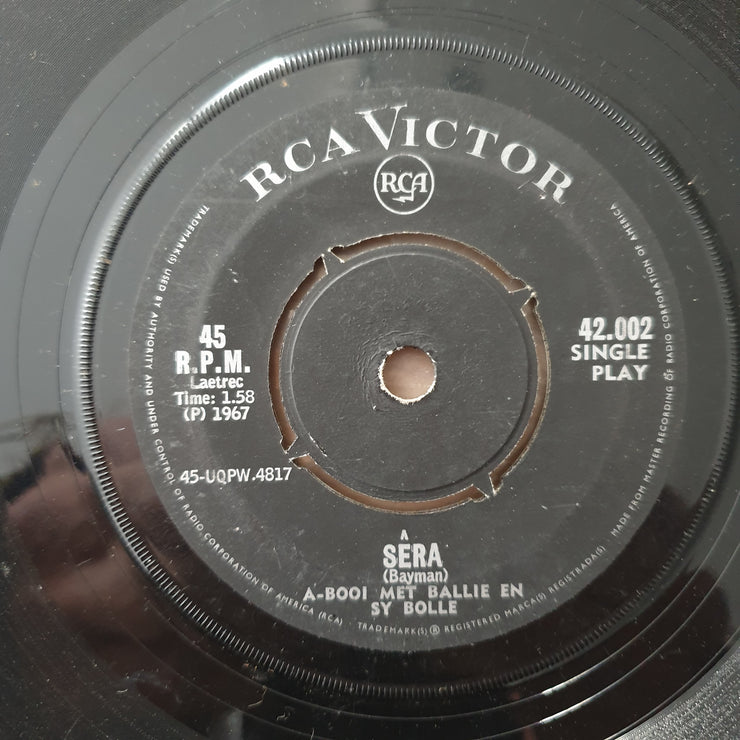 RCA VICTOR
RCA
45
R.P.M.
Laetrec
Time: 1.58
(P) 1967
42.002
SINGLE
PLAY
45-UQPW.4817
A
SERA
(Bayman)
A-BOOI MET BALLIE EN
SY BOLLE
TRADEMARK(S) USED BY AUTHORITY AND UNDER CONTROL OF RADIO CORPORATION OF AMERICA (RCA) TRADEMARK(S) ® REGISTERED MARCA(S) REGISTRADA(S) MADE FROM MASTER RECORDING OF RADIO CORPORATION OF AMERICA